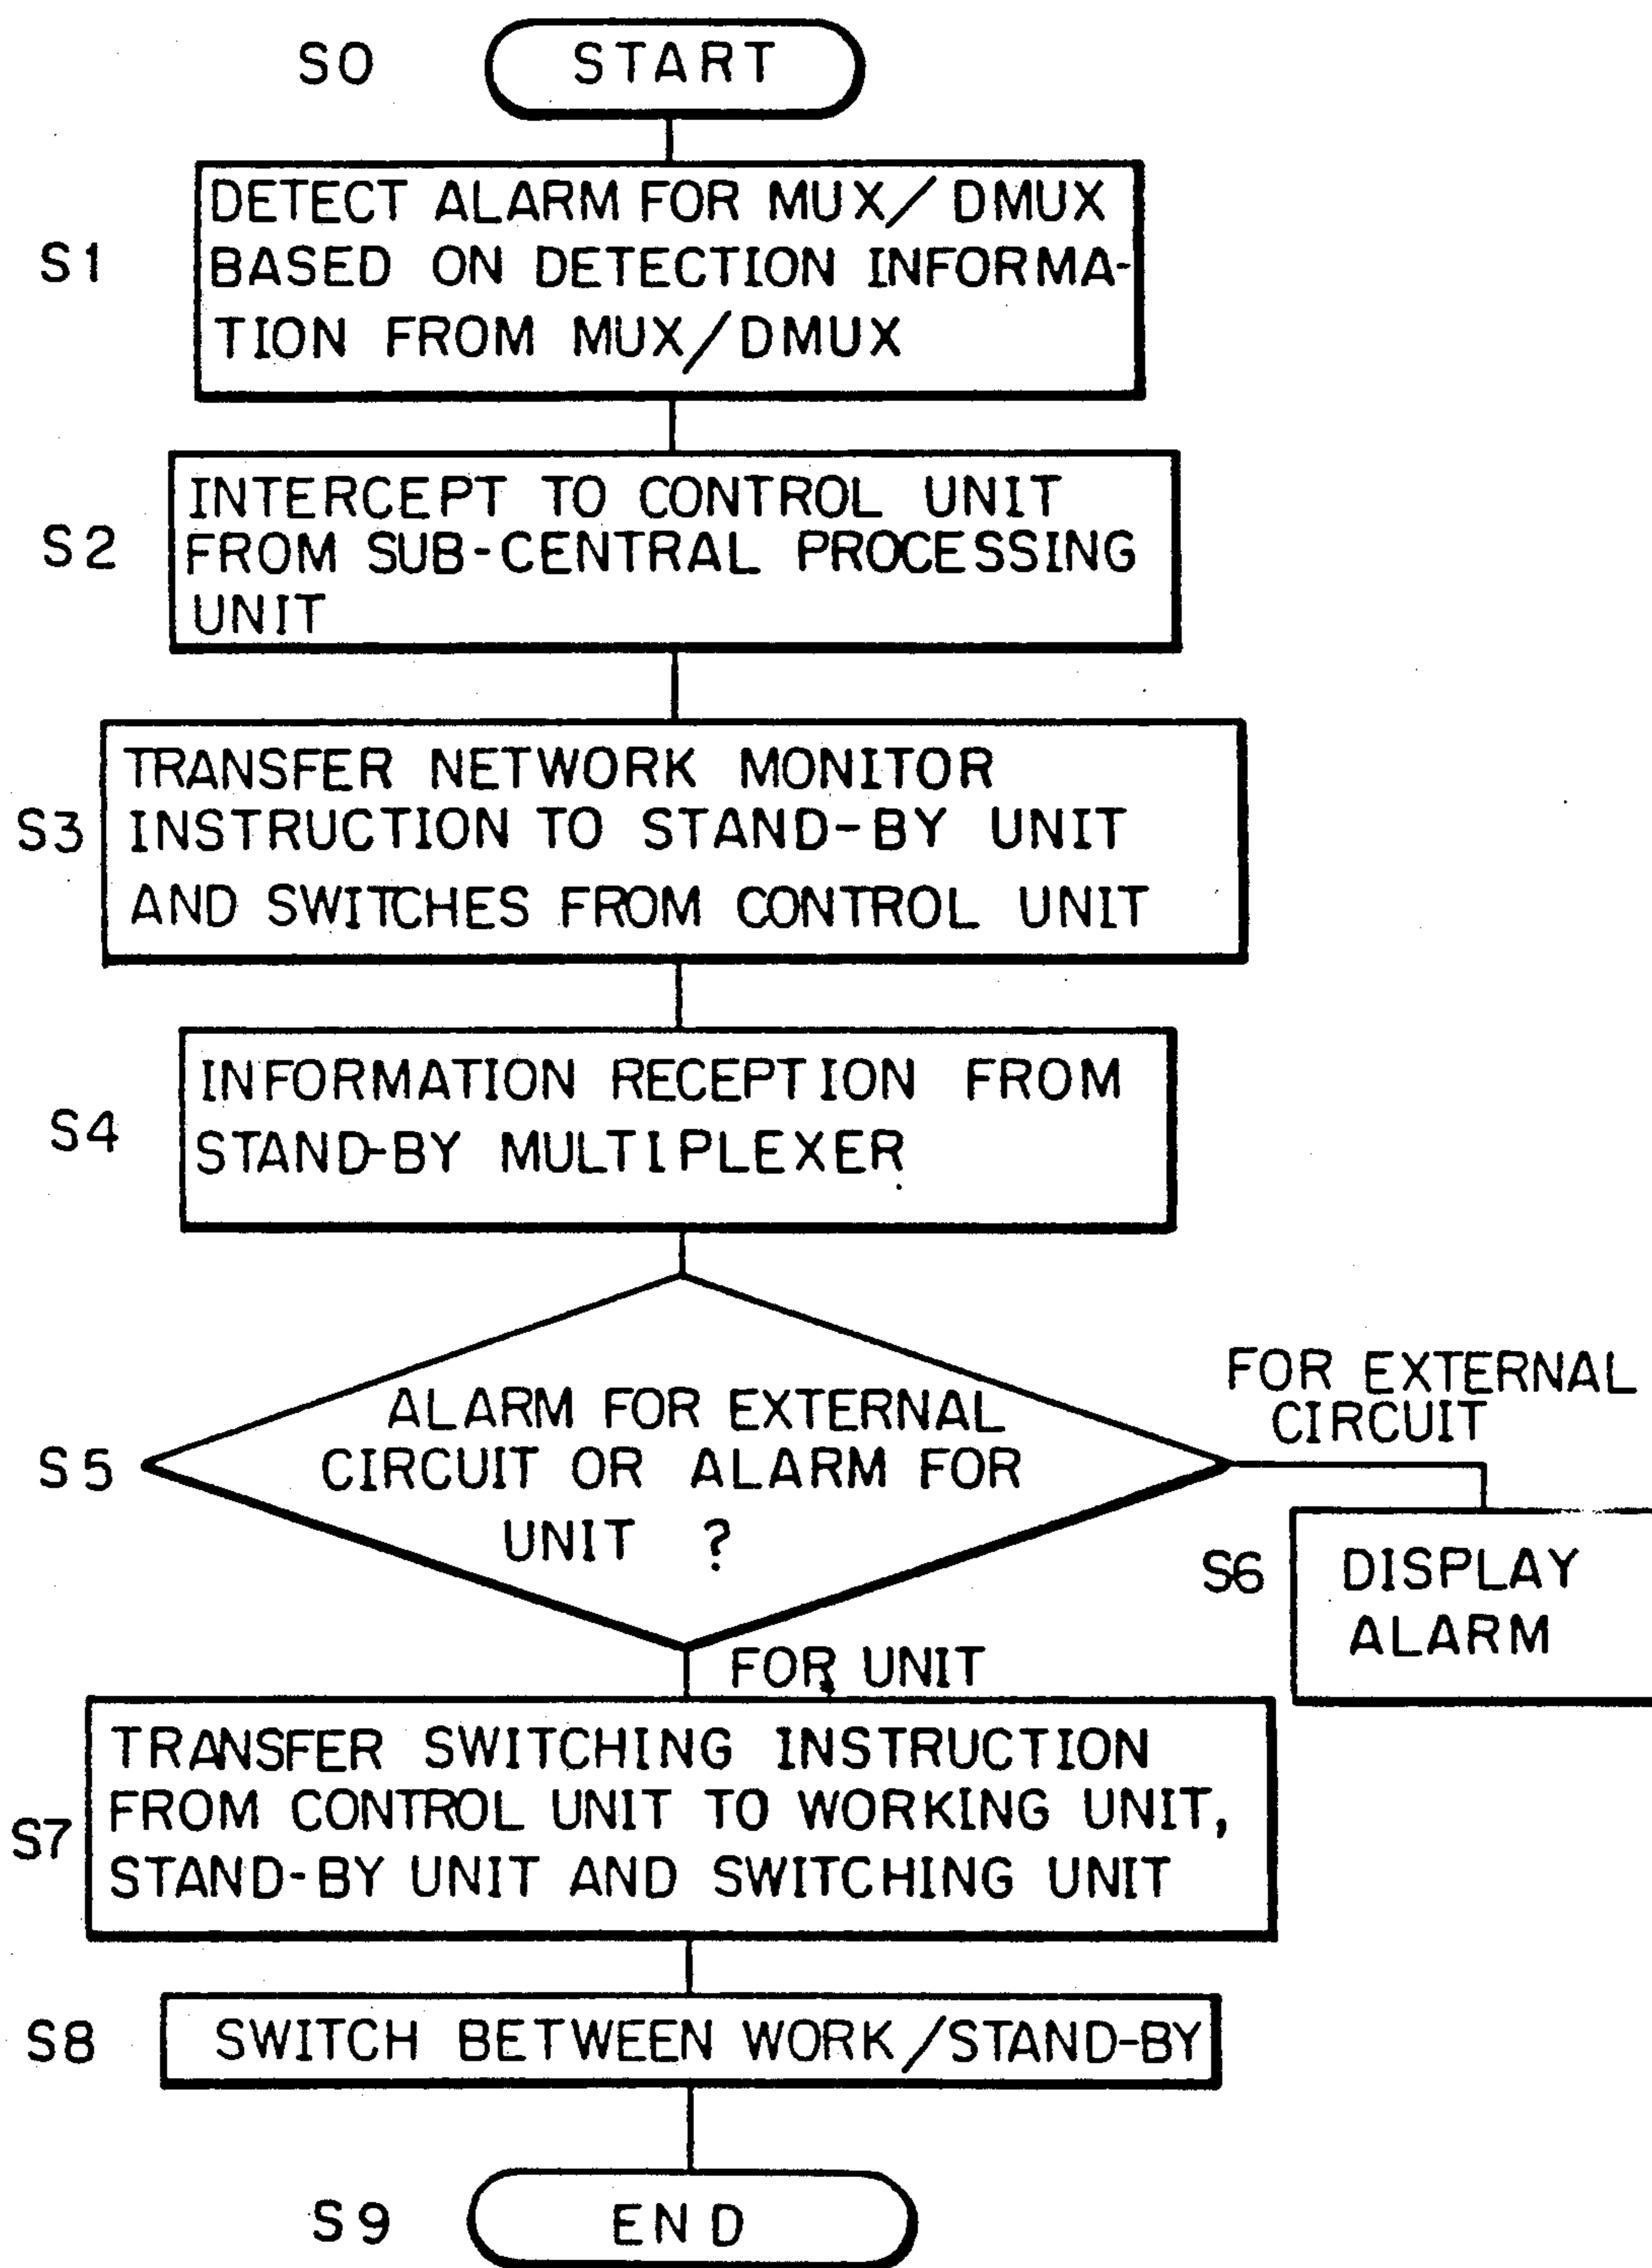 S0
START
S1
DETECT ALARM FOR MUX/DMUX
BASED ON DETECTION INFORMA-
TION FROM MUX/DMUX
S2
INTERCEPT TO CONTROL UNIT
FROM SUB-CENTRAL PROCESSING
UNIT
S3
TRANSFER NETWORK MONITOR
INSTRUCTION TO STAND-BY UNIT
AND SWITCHES FROM CONTROL UNIT
S4
INFORMATION RECEPTION FROM
STAND-BY MULTIPLEXER
S5
ALARM FOR EXTERNAL
CIRCUIT OR ALARM FOR
UNIT ?
FOR EXTERNAL
CIRCUIT
S6
DISPLAY
ALARM
FOR UNIT
S7
TRANSFER SWITCHING INSTRUCTION
FROM CONTROL UNIT TO WORKING UNIT,
STAND-BY UNIT AND SWITCHING UNIT
S8
SWITCH BETWEEN WORK/STAND-BY
S9
END